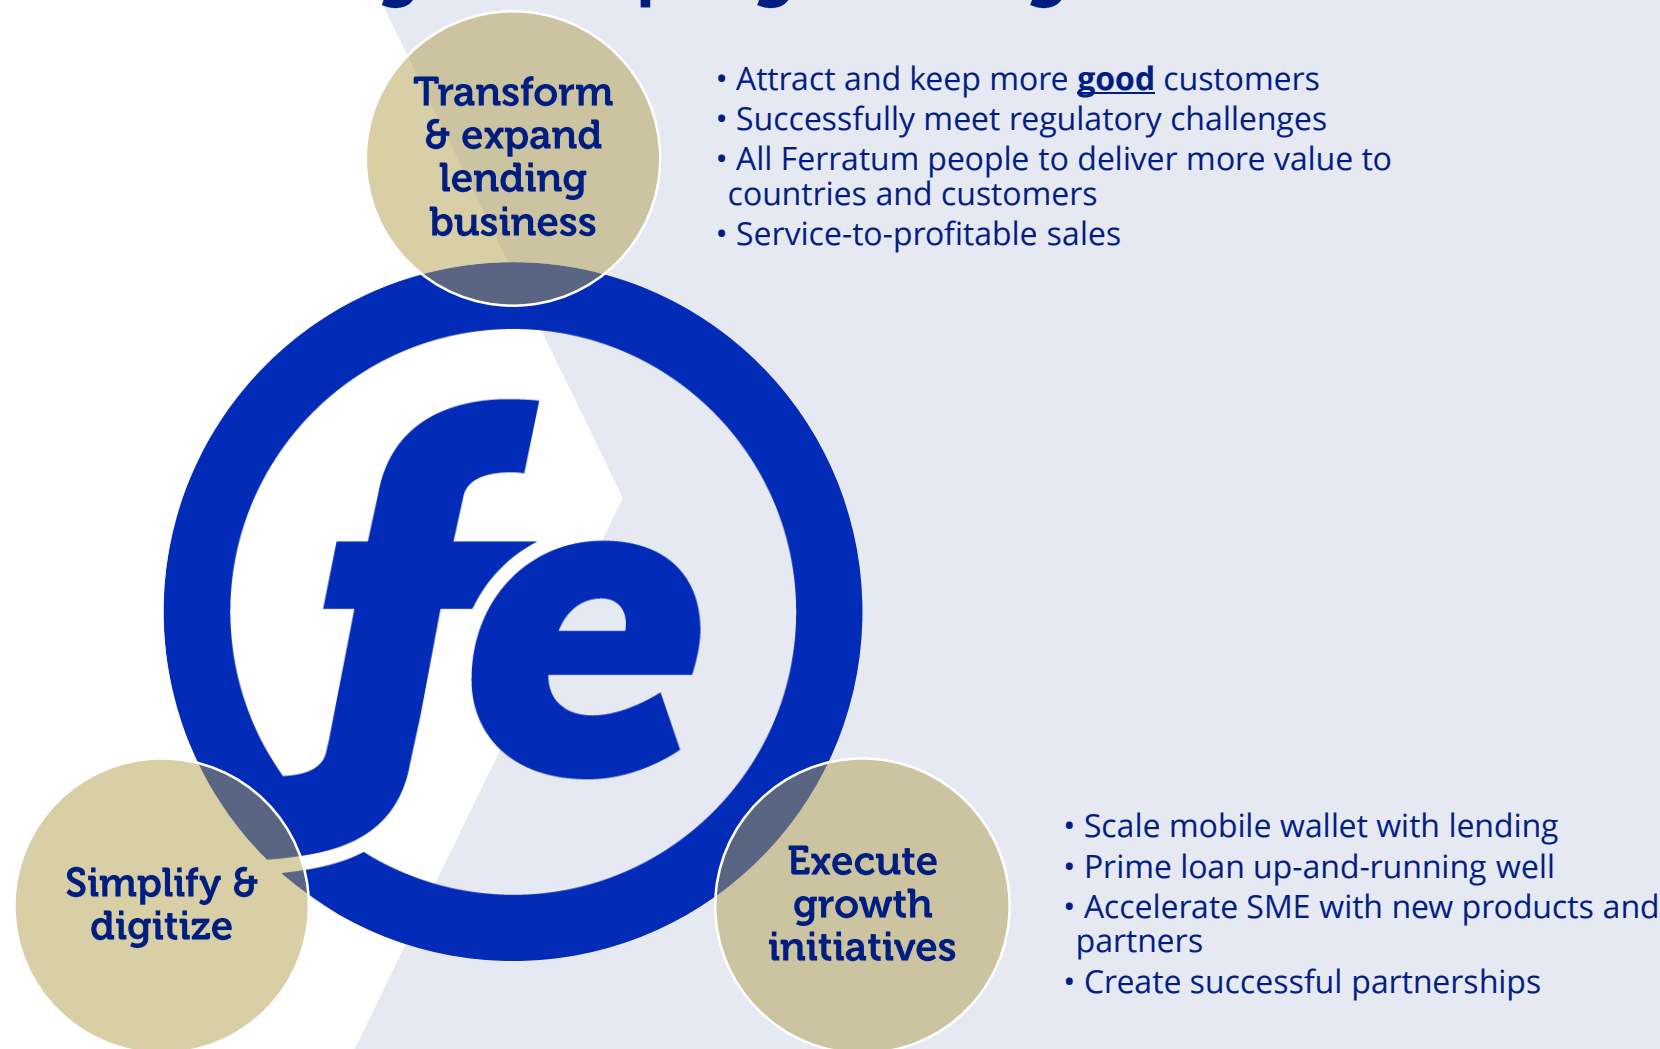 Transform
& expand
lending
business
• Attract and keep more good customers
• Successfully meet regulatory challenges
• All Ferratum people to deliver more value to
countries and customers
• Service-to-profitable sales
fe
Simplify &
digitize
Execute
growth
initiatives
• Scale mobile wallet with lending
• Prime loan up-and-running well
• Accelerate SME with new products and
partners
• Create successful partnerships